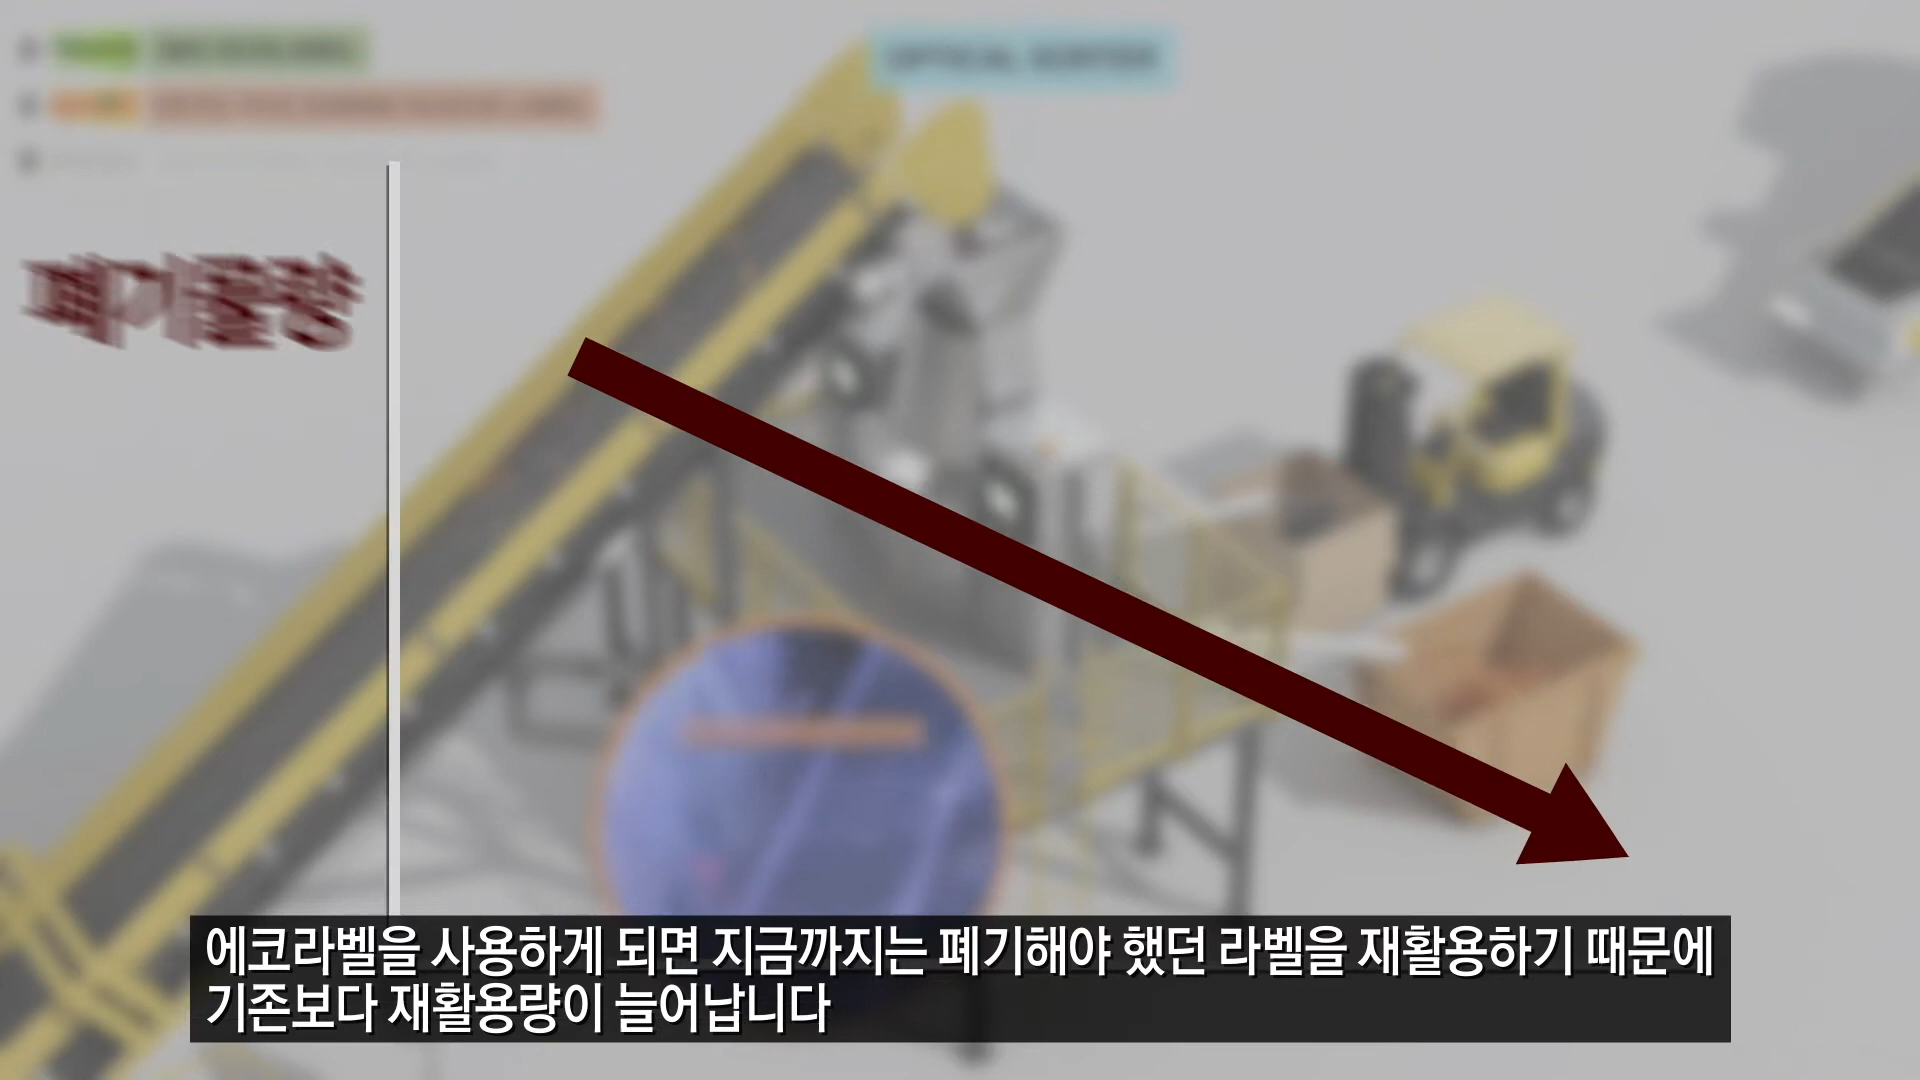 OPTICAL SORTER
폐기물량
에코라벨을 사용하게 되면 지금까지는 폐기해야 했던 라벨을 재활용하기 때문에
기존보다 재활용량이 늘어납니다